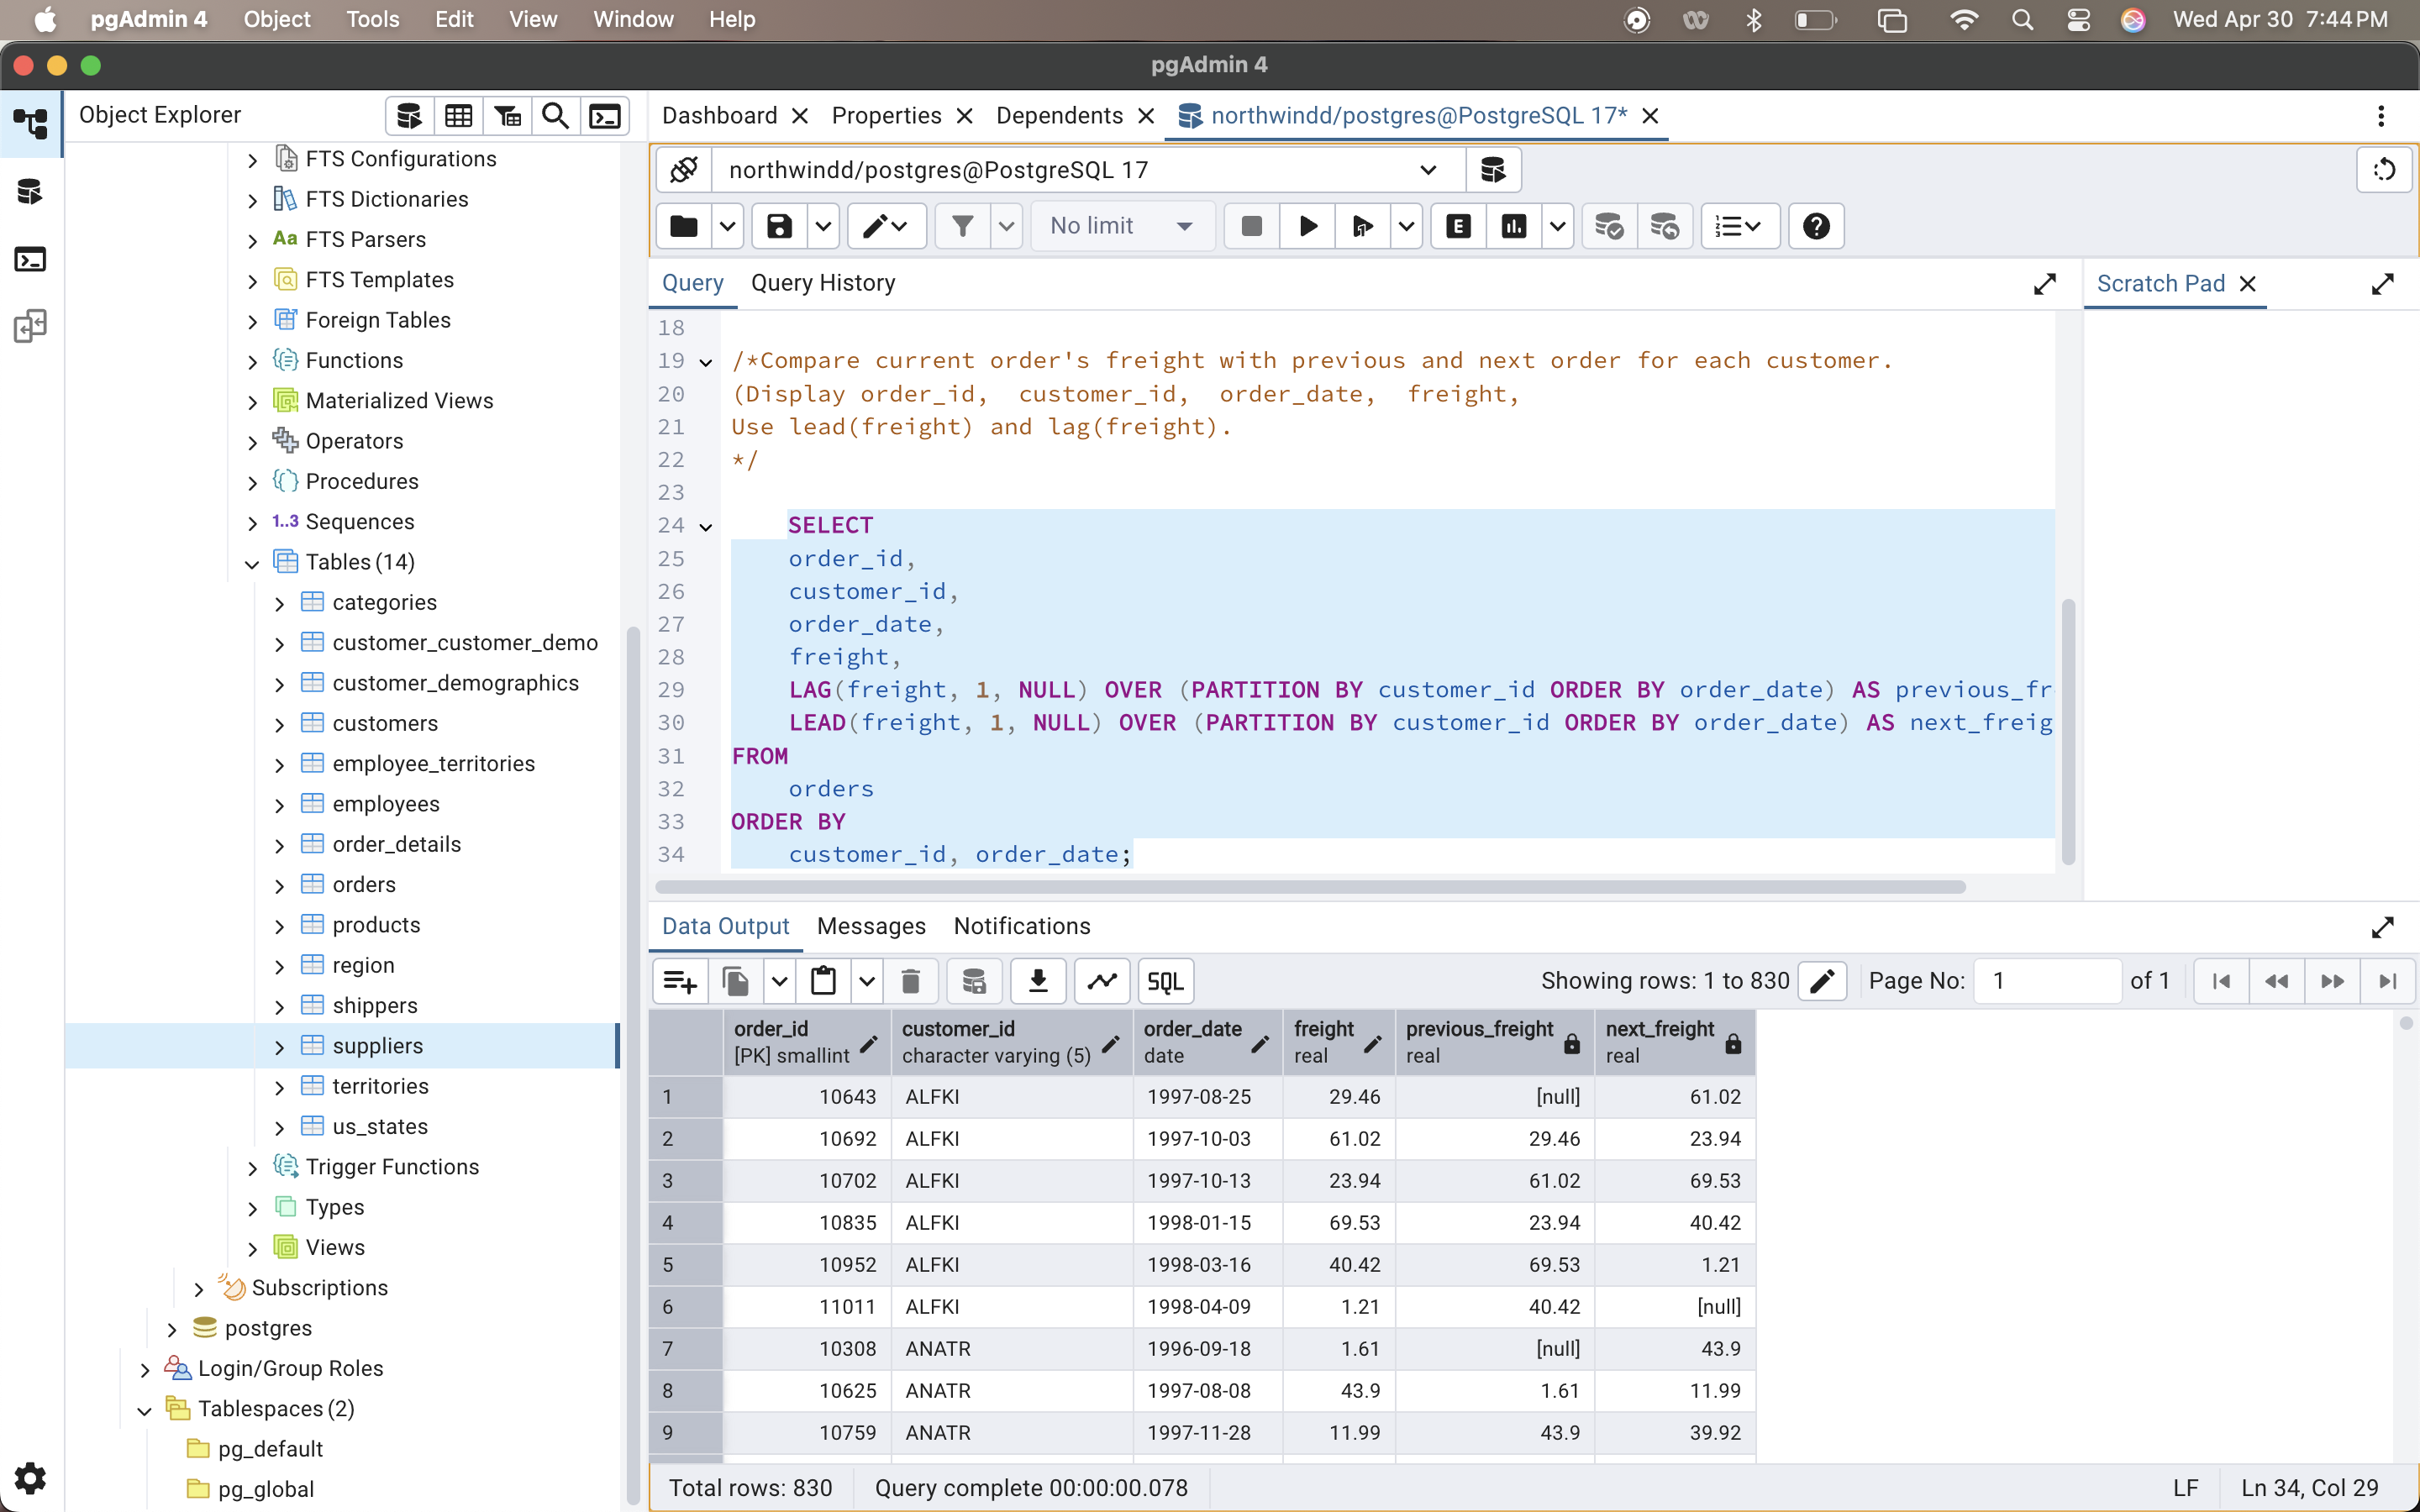 pgAdmin 4 Object Tools Edit View Window Help Wed Apr 30 7:44 PM
pgAdmin 4
Object Explorer
FTS Configurations
FTS Dictionaries
Aa FTS Parsers
FTS Templates
Foreign Tables
Functions
Materialized Views
Operators
Procedures
1..3 Sequences
Tables (14)
categories
customer_customer_demo
customer_demographics
customers
employee_territories
employees
order_details
orders
products
region
shippers
suppliers
territories
us_states
Trigger Functions
Types
Views
Subscriptions
postgres
Login/Group Roles
Tablespaces (2)
pg_default
pg_global
Dashboard Properties Dependents northwindd/postgres@PostgreSQL 17*
northwindd/postgres@PostgreSQL 17
No limit E
Query Query History
Scratch Pad
18
19 /*Compare current order's freight with previous and next order for each customer.
20 (Display order_id,  customer_id,  order_date,  freight,
21 Use lead(freight) and lag(freight).
22 */
23
24 SELECT
25 order_id,
26 customer_id,
27 order_date,
28 freight,
29 LAG(freight, 1, NULL) OVER (PARTITION BY customer_id ORDER BY order_date) AS previous_fr
30 LEAD(freight, 1, NULL) OVER (PARTITION BY customer_id ORDER BY order_date) AS next_freig
31 FROM
32 orders
33 ORDER BY
34 customer_id, order_date;
Data Output Messages Notifications
SQL Showing rows: 1 to 830 Page No: 1 of 1
order_id customer_id order_date freight previous_freight next_freight
[PK] smallint character varying (5) date real real real
1 10643 ALFKI 1997-08-25 29.46 [null] 61.02
2 10692 ALFKI 1997-10-03 61.02 29.46 23.94
3 10702 ALFKI 1997-10-13 23.94 61.02 69.53
4 10835 ALFKI 1998-01-15 69.53 23.94 40.42
5 10952 ALFKI 1998-03-16 40.42 69.53 1.21
6 11011 ALFKI 1998-04-09 1.21 40.42 [null]
7 10308 ANATR 1996-09-18 1.61 [null] 43.9
8 10625 ANATR 1997-08-08 43.9 1.61 11.99
9 10759 ANATR 1997-11-28 11.99 43.9 39.92
Total rows: 830 Query complete 00:00:00.078 LF Ln 34, Col 29